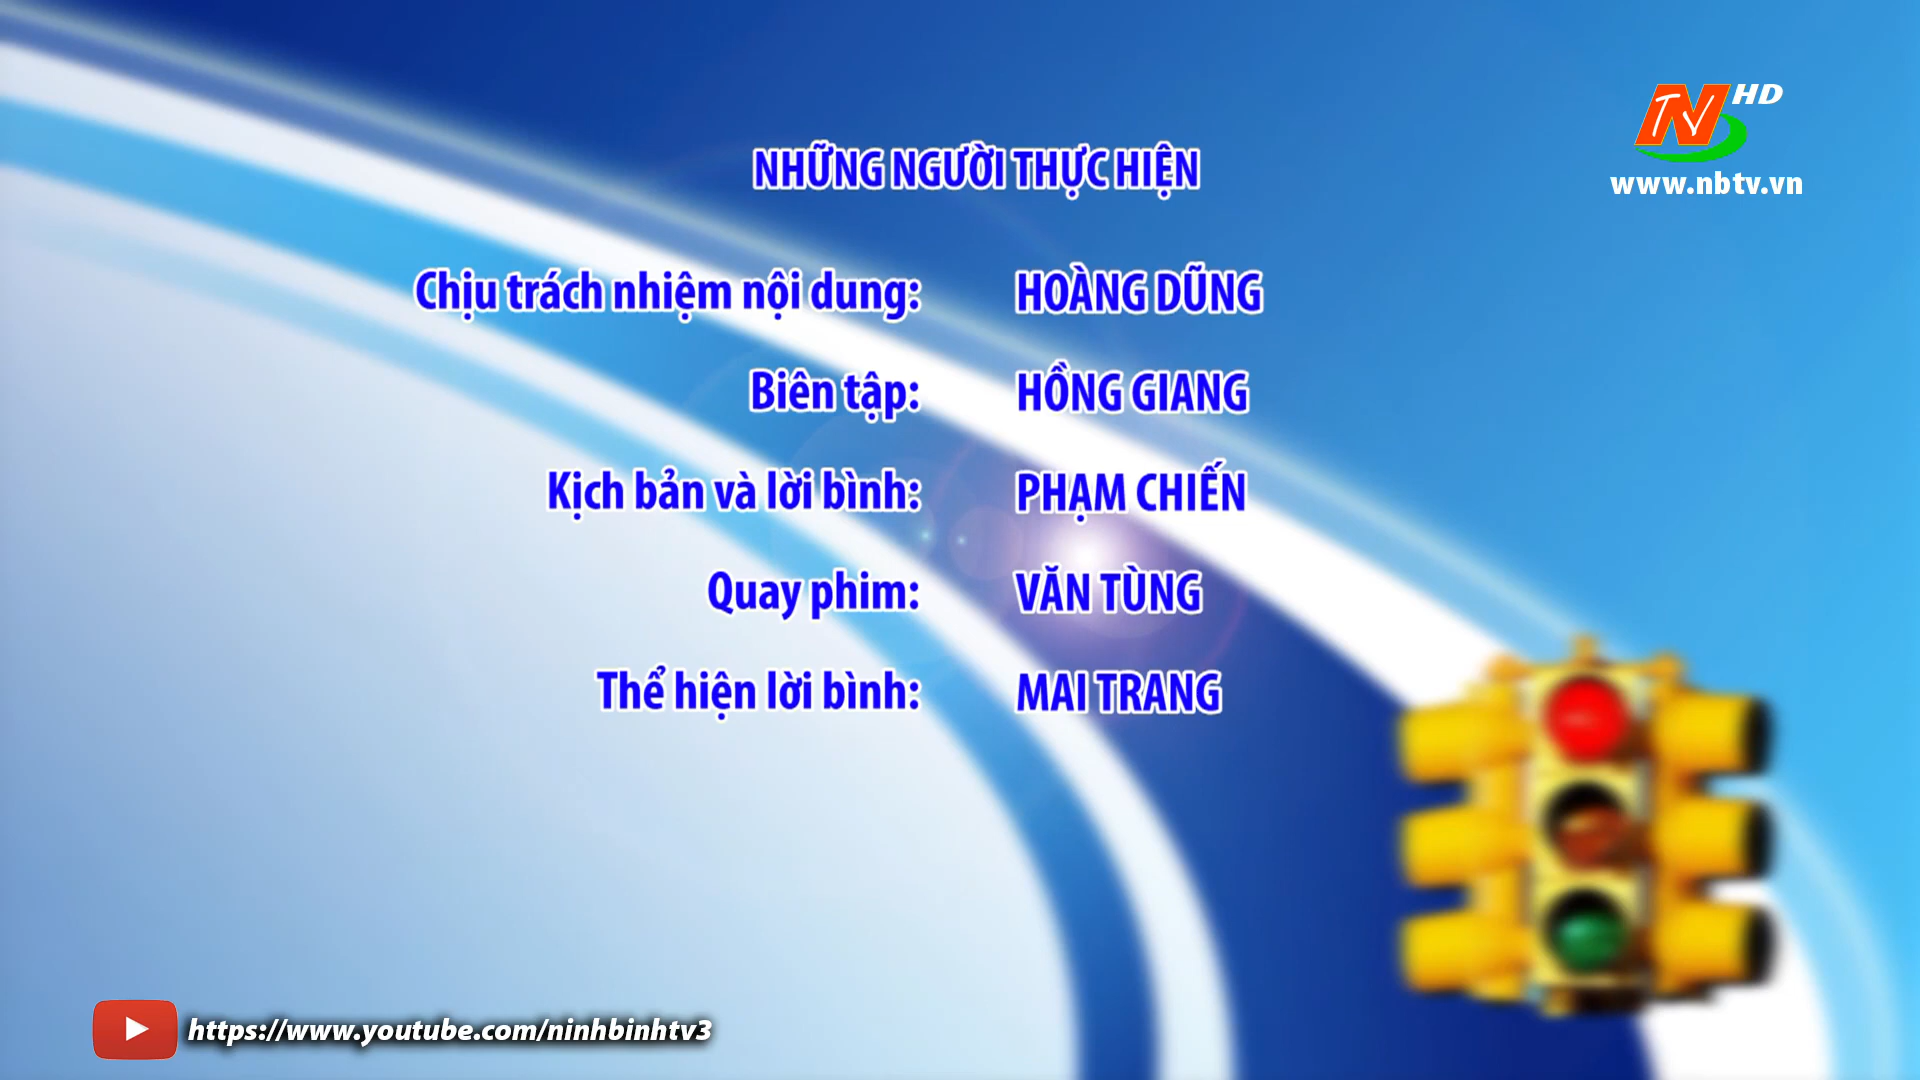 HD
www.nbtv.vn
NHỮNG NGƯỜI THỰC HIỆN
Chịu trách nhiệm nội dung: HOÀNG DŨNG
Biên tập: HỒNG GIANG
Kịch bản và lời bình: PHẠM CHIẾN
Quay phim: VĂN TÙNG
Thể hiện lời bình: MAI TRANG
https://www.youtube.com/ninhbinhtv3